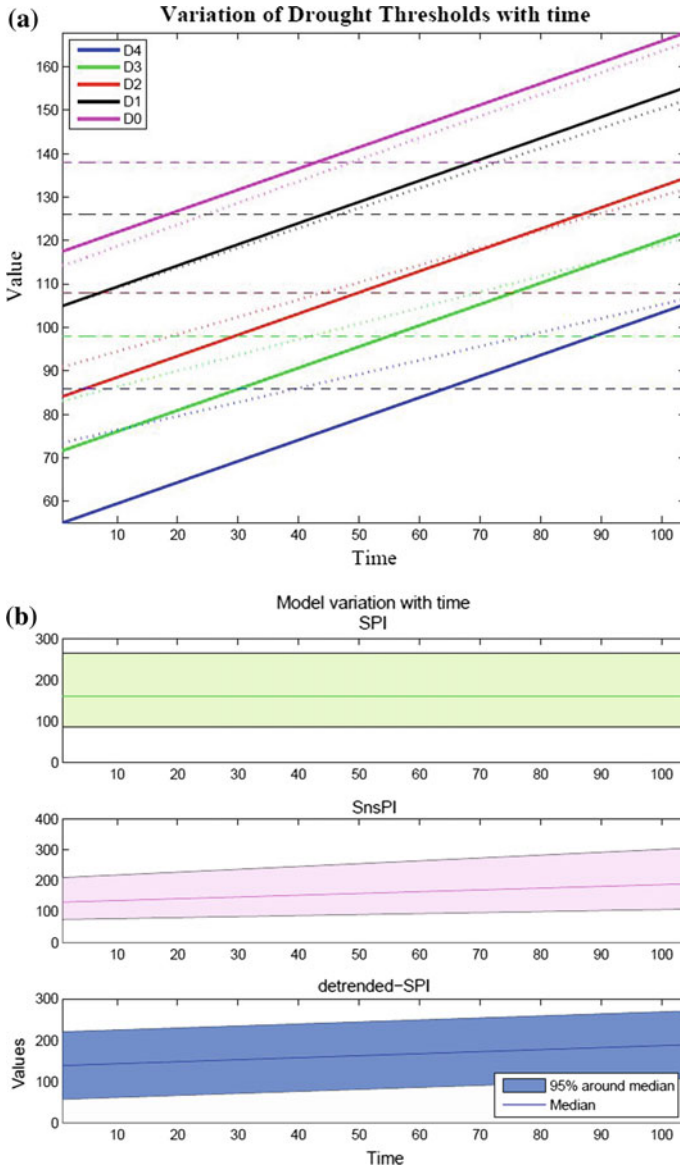 (a)
Variation of Drought Thresholds with time
D4
D3
D2
D1
D0
160
150
140
130
120
110
100
90
80
70
60
Value
10 20 30 40 50 60 70 80 90 100
Time
(b)
Model variation with time
SPI
300
200
100
0
10 20 30 40 50 60 70 80 90 100
SnsPI
400
300
200
100
0
10 20 30 40 50 60 70 80 90 100
detrended-SPI
300
200
100
0
Values
95% around median
Median
10 20 30 40 50 60 70 80 90 100
Time